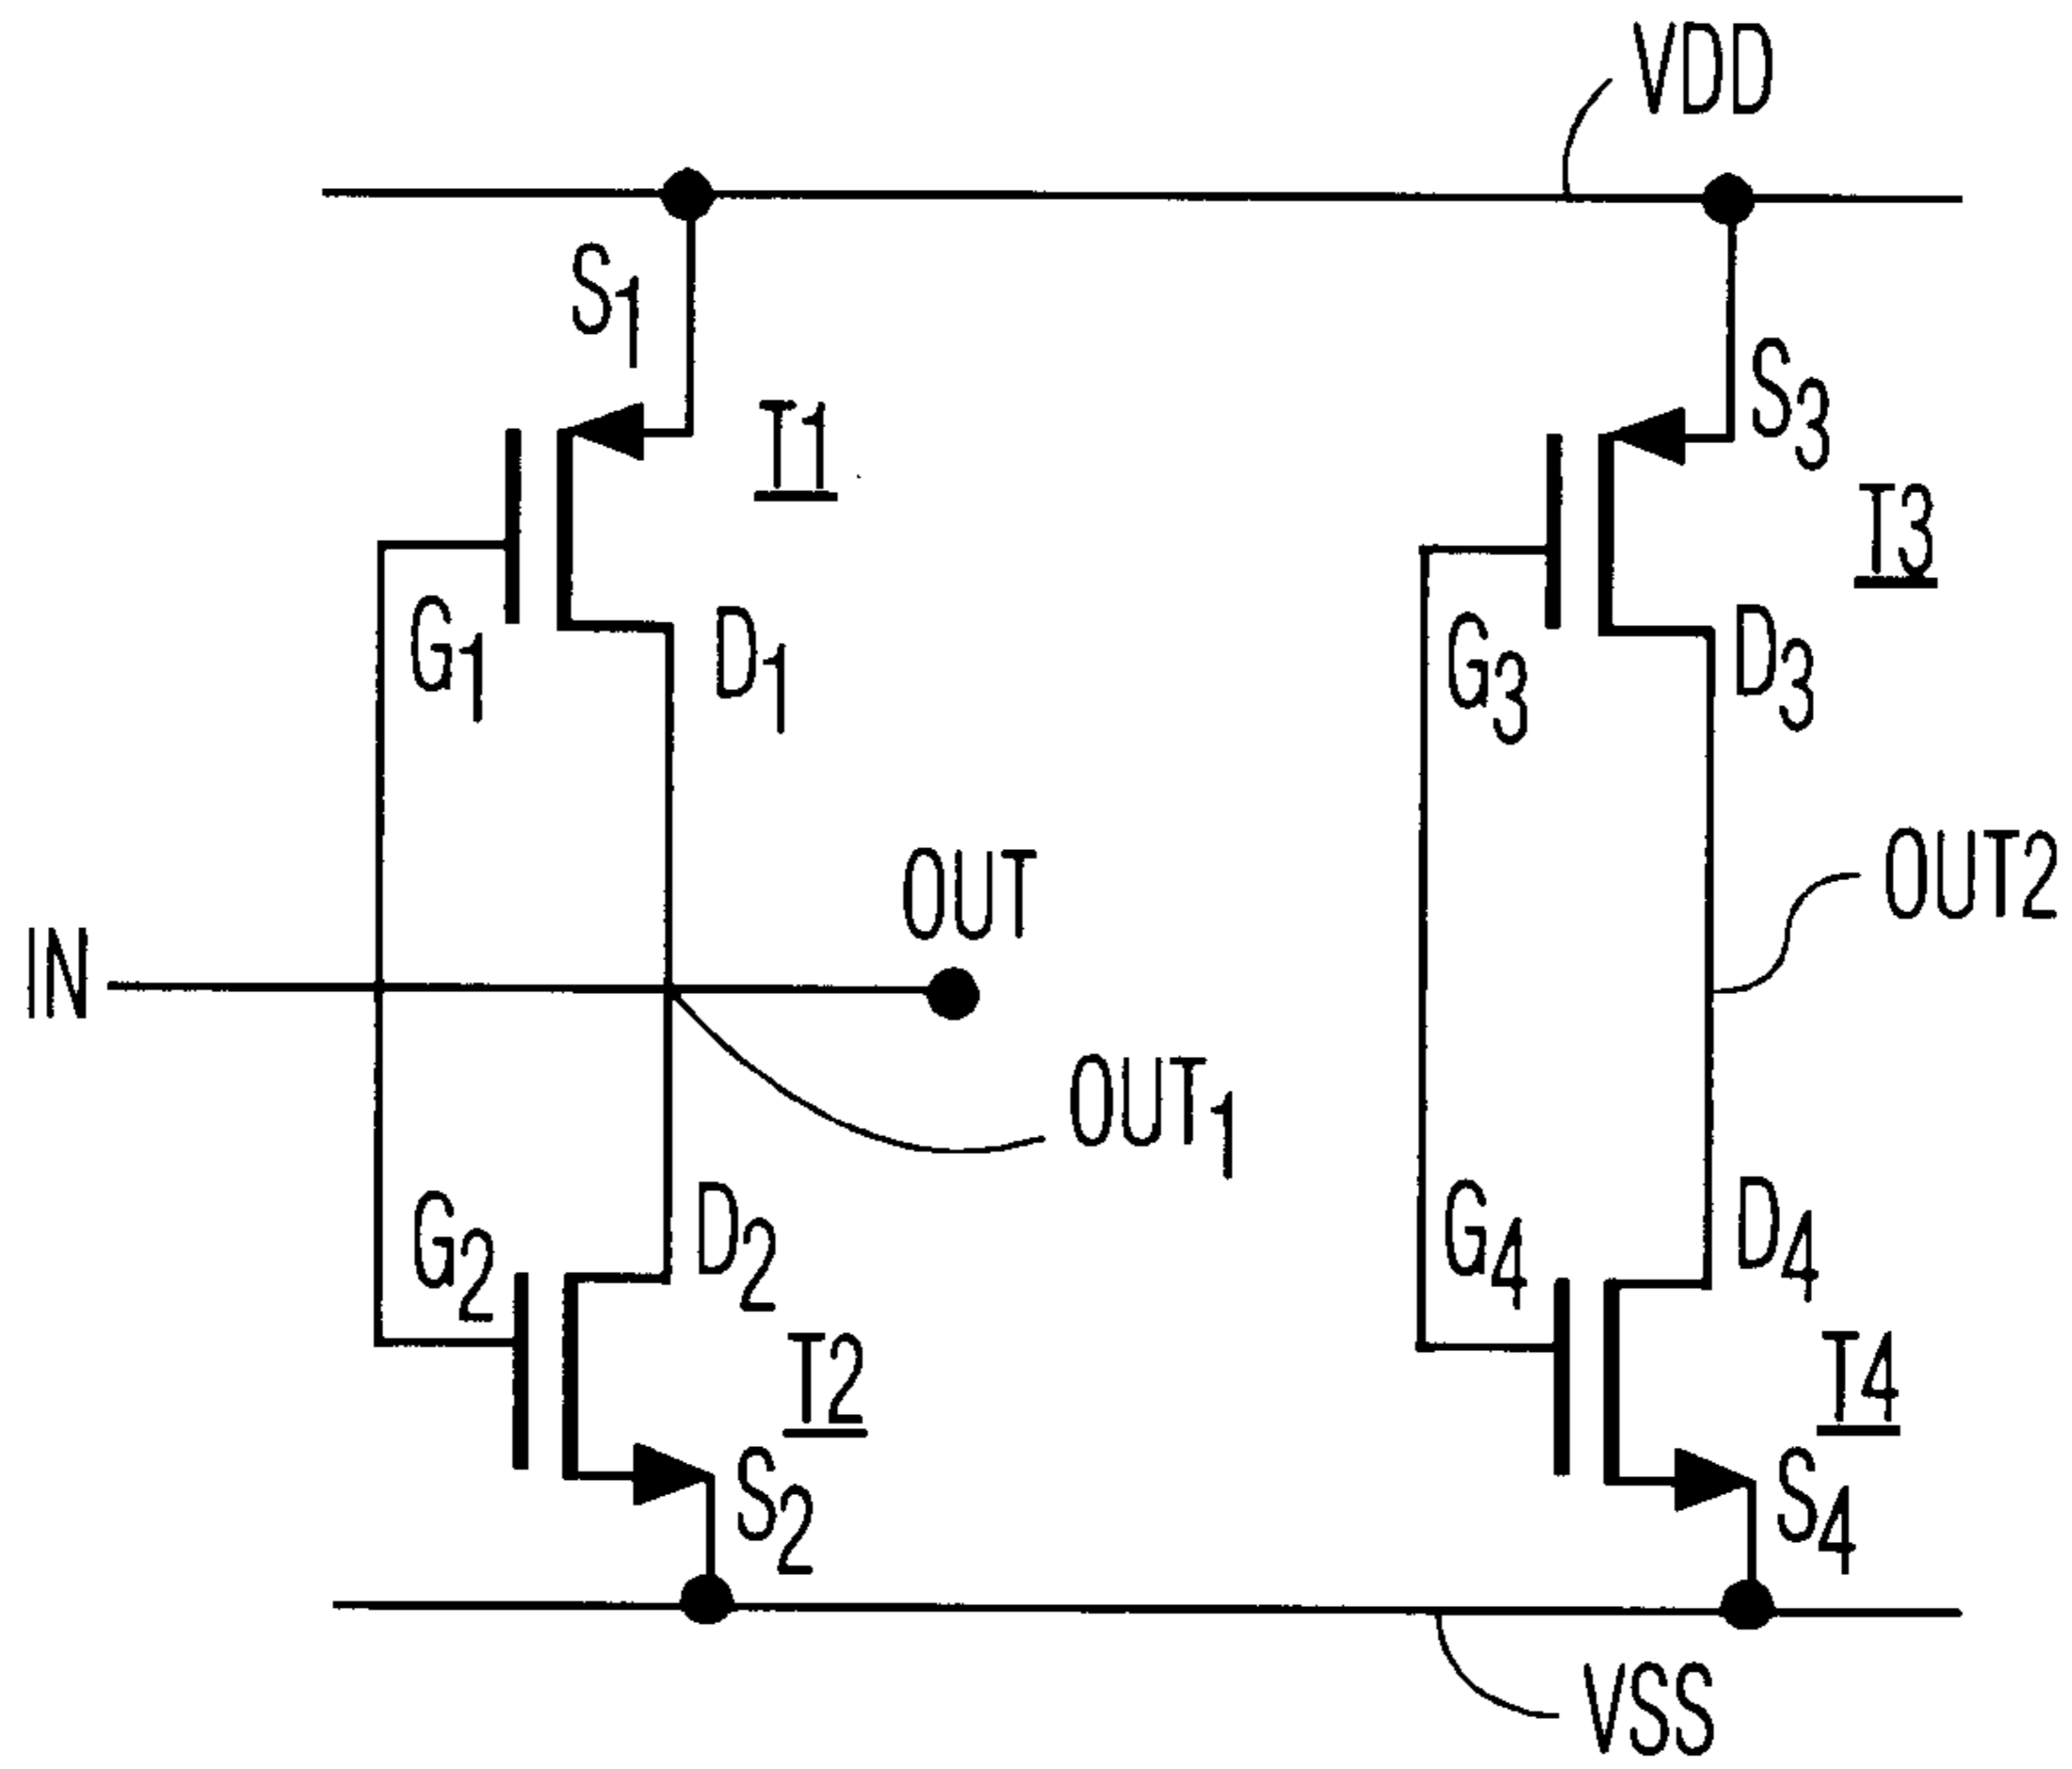 VDD
S1
T1
S3
T3
G1
D1
G3
D3
OUT
OUT2
IN
OUT1
G2
D2
G4
D4
T2
T4
S2
S4
VSS